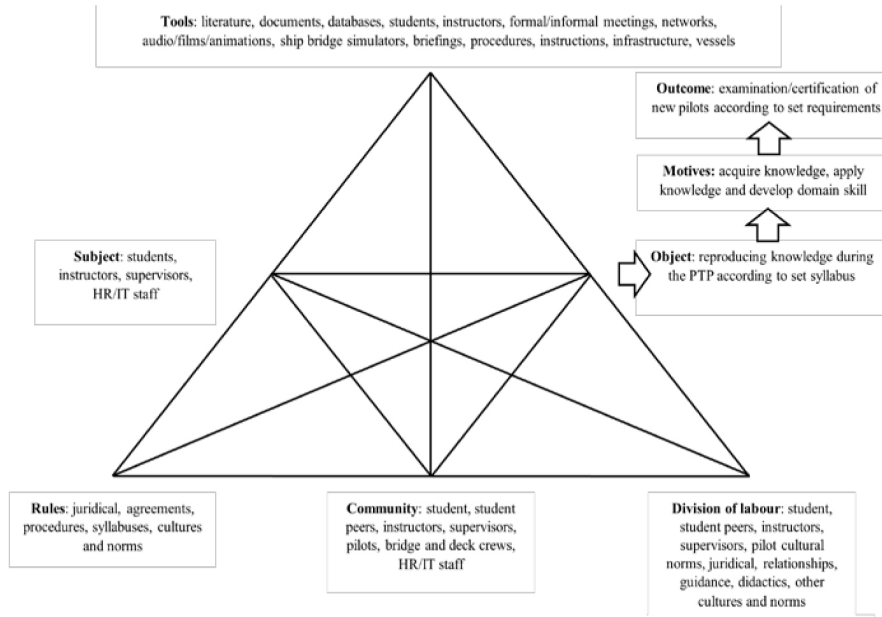 Tools: literature, documents, databases, students, instructors, formal/informal meetings, networks,
audio/films/animations, ship bridge simulators, briefings, procedures, instructions, infrastructure, vessels
Outcome: examination/certification of
new pilots according to set requirements
Motives: acquire knowledge, apply
knowledge and develop domain skill
Subject: students,
instructors, supervisors,
HR/IT staff
Object: reproducing knowledge during
the PTP according to set syllabus
Rules: juridical, agreements,
procedures, syllabuses, cultures
and norms
Community: student, student
peers, instructors, supervisors,
pilots, bridge and deck crews,
HR/IT staff
Division of labour: student,
student peers, instructors,
supervisors, pilot cultural
norms, juridical, relationships,
guidance, didactics, other
cultures and norms